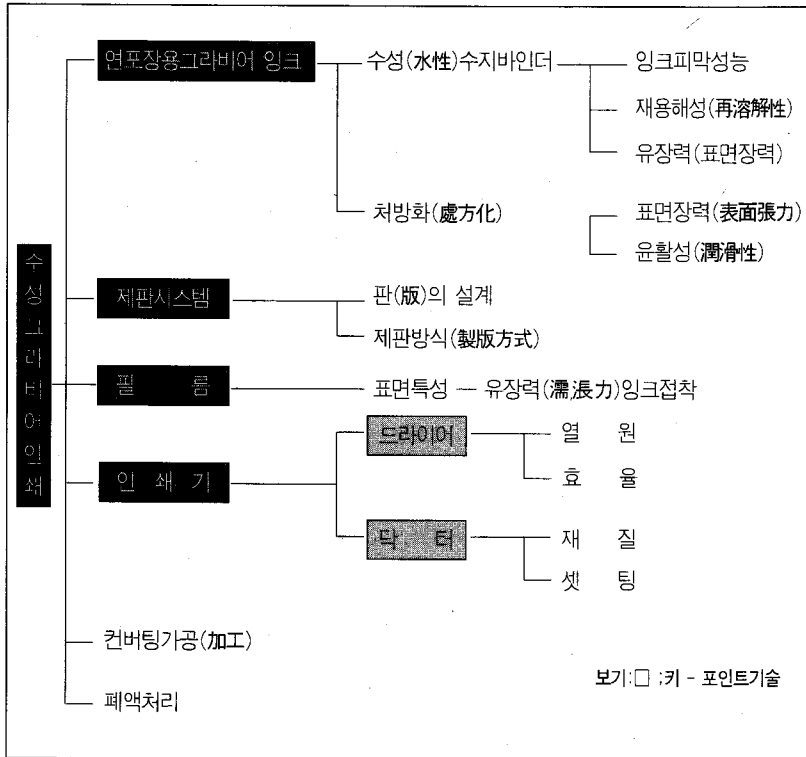 연포장용그라비어 잉크
수성(水性)수지바인더
잉크피막성능
재용해성(再溶解性)
유장력(표면장력)
처방화(處方化)
표면장력(表面張力)
윤활성(潤滑性)
수성그라비어인쇄
제판시스템
판(版)의 설계
제판방식(製版方式)
필 름
표면특성 — 유장력(濡,張力)잉크접착
인 쇄 기
드라이어
열 원
효 율
닥 터
재 질
셋 팅
컨버팅가공(加工)
폐액처리
보기:□ ;키 - 포인트기술